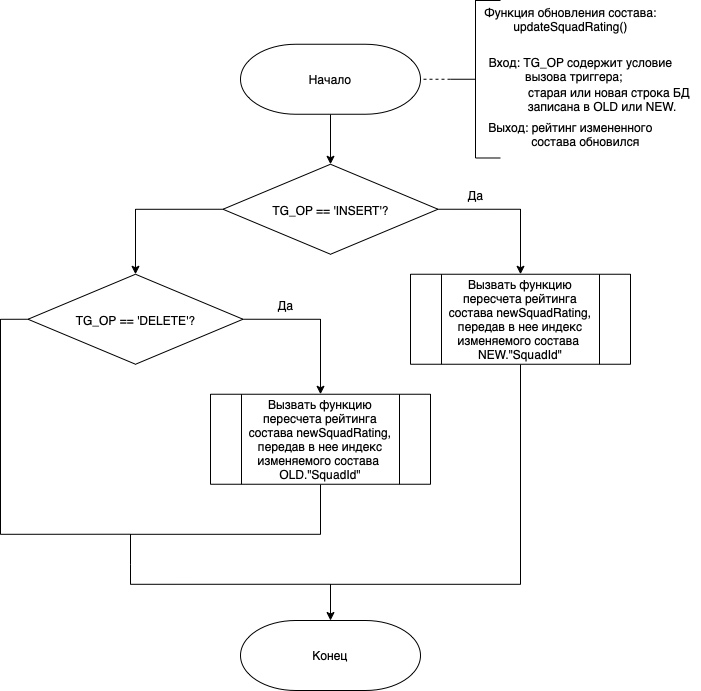 Функция обновления состава:
updateSquadRating()
Вход: TG_OP содержит условие
вызова триггера;
старая или новая строка БД
записана в OLD или NEW.
Выход: рейтинг измененного
состава обновился
Начало
TG_OP == 'INSERT'?
Да
Вызвать функцию
пересчета рейтинга
состава newSquadRating,
передав в нее индекс
изменяемого состава
NEW."SquadId"
TG_OP == 'DELETE'?
Да
Вызвать функцию
пересчета рейтинга
состава newSquadRating,
передав в нее индекс
изменяемого состава
OLD."SquadId"
Конец